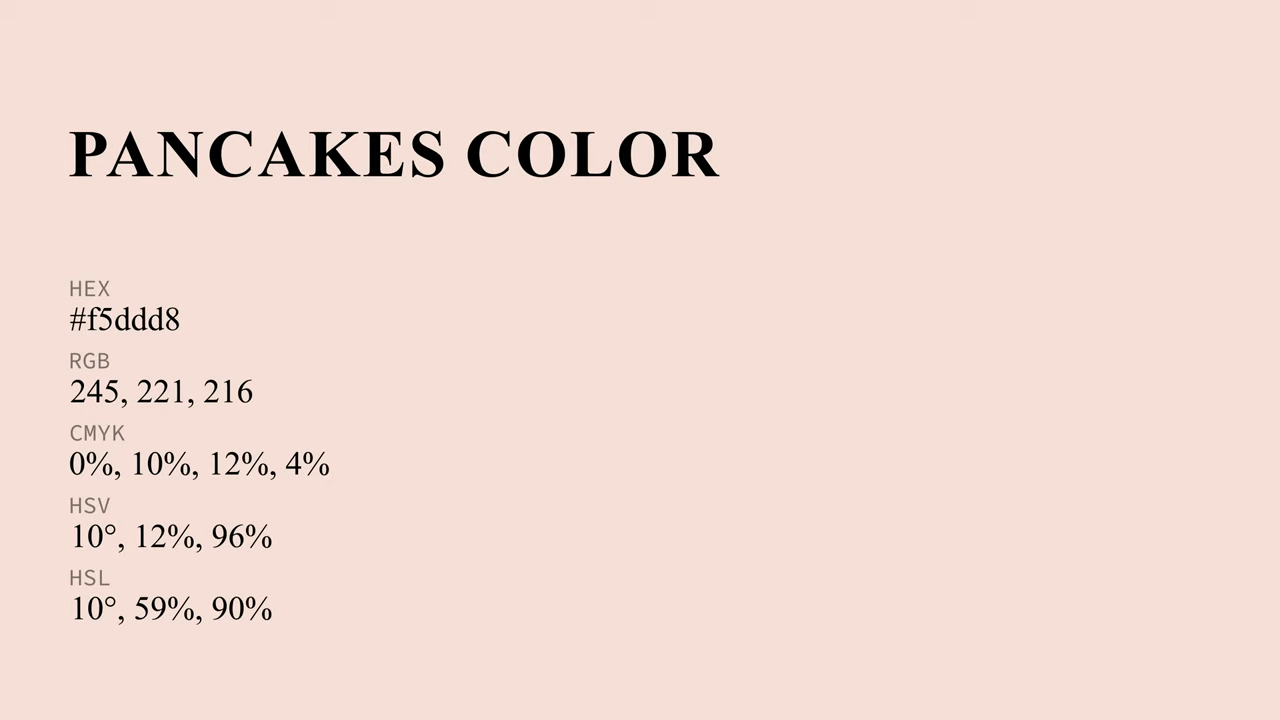 PANCAKES COLOR
HEX
#f5ddd8
RGB
245, 221, 216
CMYK
0%, 10%, 12%, 4%
HSV
10°, 12%, 96%
HSL
10°, 59%, 90%